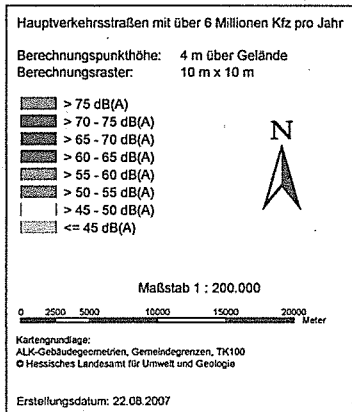 Hauptverkehrsstraßen mit über 6 Millionen Kfz pro Jahr
Berechnungspunkthöhe: 4 m über Gelände
Berechnungsraster: 10 m x 10 m
> 75 dB(A)
> 70 - 75 dB(A)
> 65 - 70 dB(A)
> 60 - 65 dB(A)
> 55 - 60 dB(A)
> 50 - 55 dB(A)
> 45 - 50 dB(A)
<= 45 dB(A)
N
Maßstab 1 : 200.000
0 2500 5000 10000 15000 20000
Meter
Kartengrundlage:
ALK-Gebäudegeometrien, Gemeindegrenzen, TK100
© Hessisches Landesamt für Umwelt und Geologie
Erstellungsdatum: 22.08.2007